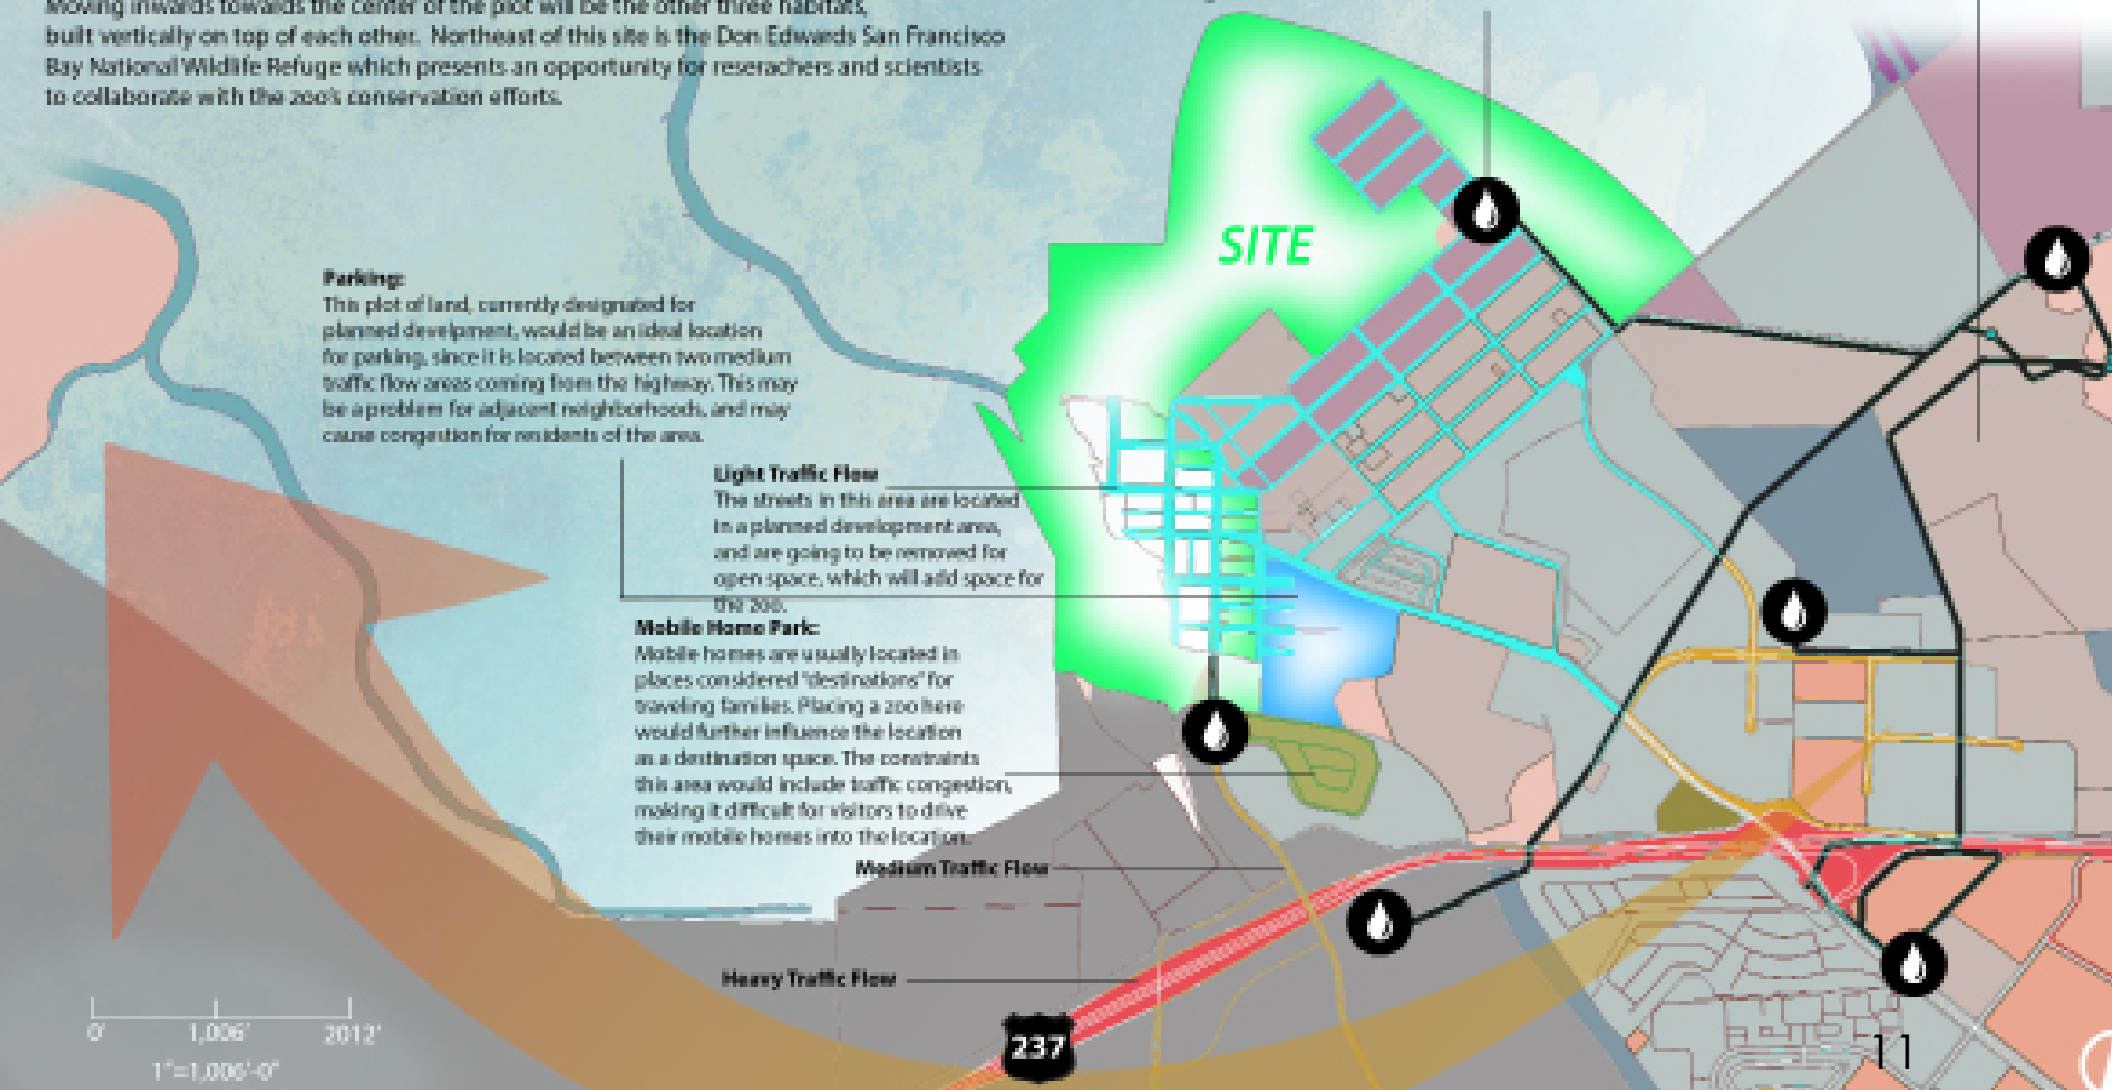 Moving inwards towards the center of the plot will be the other three habitats,
built vertically on top of each other. Northeast of this site is the Don Edwards San Francisco
Bay National Wildlife Refuge which presents an opportunity for reserachers and scientists
to collaborate with the zoo's conservation efforts.
SITE
Parking:
This plot of land, currently designated for
planned develpment, would be an ideal location
for parking, since it is located between two medium
traffic flow areas coming from the highway. This may
be a problem for adjacent neighborhoods, and may
cause congestion for residents of the area.
Light Traffic Flow
The streets in this area are located
in a planned development area,
and are going to be removed for
open space, which will add space for
the zoo.
Mobile Home Park:
Mobile homes are usually located in
places considered "destinations" for
traveling families. Placing a zoo here
would further influence the location
as a destination space. The constraints
this area would include traffic congestion,
making it difficult for visitors to drive
their mobile homes into the location.
Medium Traffic Flow
Heavy Traffic Flow
237
0' 1,006' 2012'
1"=1,006'-0"
11